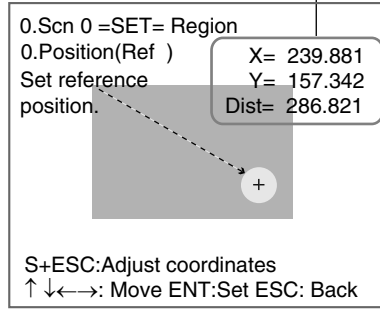 0.Scn 0 =SET= Region
0.Position(Ref )
X= 239.881
Set reference
Y= 157.342
position.
Dist= 286.821
+
S+ESC:Adjust coordinates
↑ ↓←→: Move ENT:Set ESC: Back